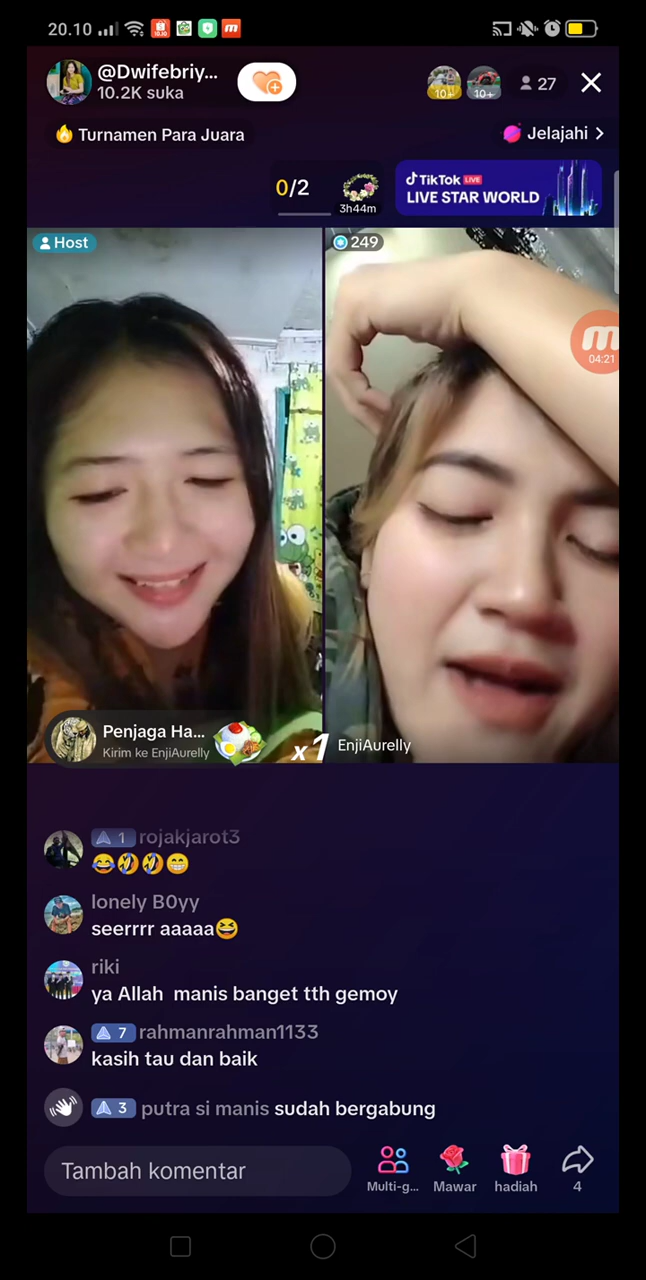 20.10
@Dwifebriy...
10.2K suka
10+
10+
27
Turnamen Para Juara
Jelajahi >
0/2
3h44m
TikTok LIVE
LIVE STAR WORLD
Host
249
04:21
Penjaga Ha...
Kirim ke EnjiAurelly
x1
EnjiAurelly
1 rojakjarot3
😂🤣🤣😁
lonely B0yy
seerrrr aaaaa😆
riki
ya Allah manis banget tth gemoy
7 rahmanrahman1133
kasih tau dan baik
3 putra si manis sudah bergabung
Tambah komentar
Multi-g...
Mawar
hadiah
4